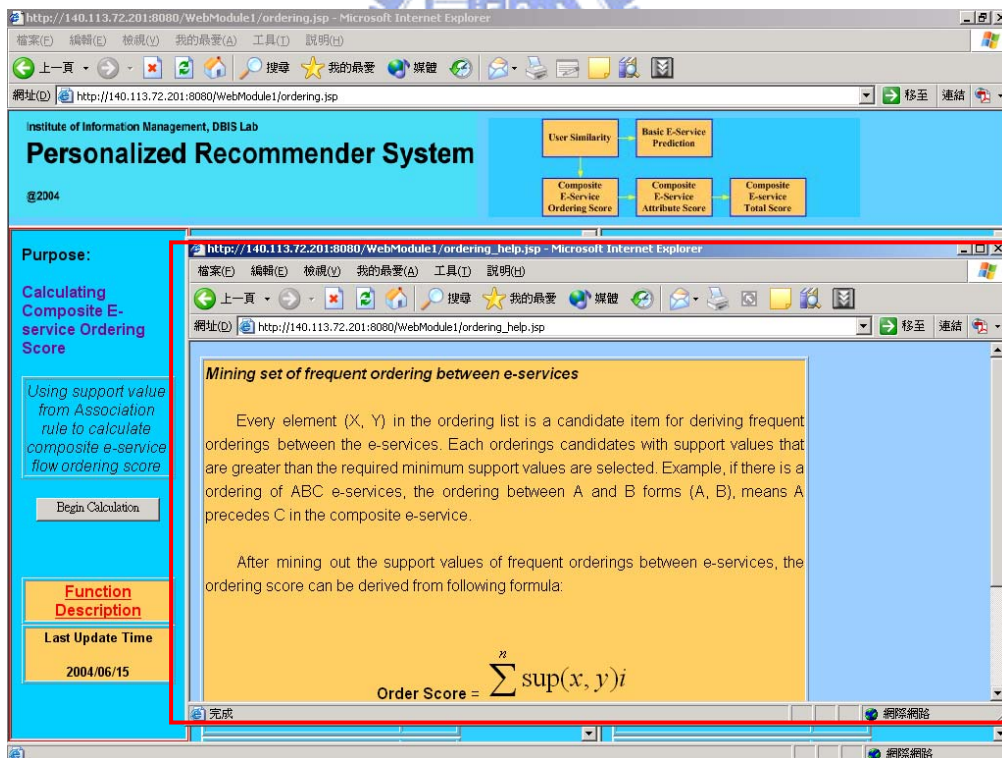 http://140.113.72.201:8080/WebModule1/ordering.jsp - Microsoft Internet Explorer
檔案(F) 編輯(E) 檢視(V) 我的最愛(A) 工具(T) 說明(H)
上一頁 搜尋 我的最愛 媒體
網址(D) http://140.113.72.201:8080/WebModule1/ordering.jsp 移至 連結
Institute of Information Management, DBIS Lab
Personalized Recommender System
@2004
User Similarity
Basic E-Service
Prediction
Composite
E-Service
Ordering Score
Composite
E-Service
Attribute Score
Composite
E-service
Total Score
Purpose:
Calculating
Composite E-
service Ordering
Score
Using support value
from Association
rule to calculate
composite e-service
flow ordering score
Begin Calculation
Function
Description
Last Update Time
2004/06/15
http://140.113.72.201:8080/WebModule1/ordering_help.jsp - Microsoft Internet Explorer
檔案(F) 編輯(E) 檢視(V) 我的最愛(A) 工具(T) 說明(H)
上一頁 搜尋 我的最愛 媒體
網址(D) http://140.113.72.201:8080/WebModule1/ordering_help.jsp 移至 連結
Mining set of frequent ordering between e-services
Every element (X, Y) in the ordering list is a candidate item for deriving frequent
orderings between the e-services. Each orderings candidates with support values that
are greater than the required minimum support values are selected. Example, if there is a
ordering of ABC e-services, the ordering between A and B forms (A, B), means A
precedes C in the composite e-service.
After mining out the support values of frequent orderings between e-services, the
ordering score can be derived from following formula:
n
Order Score = ∑ sup(x, y)i
完成 網際網路
網際網路